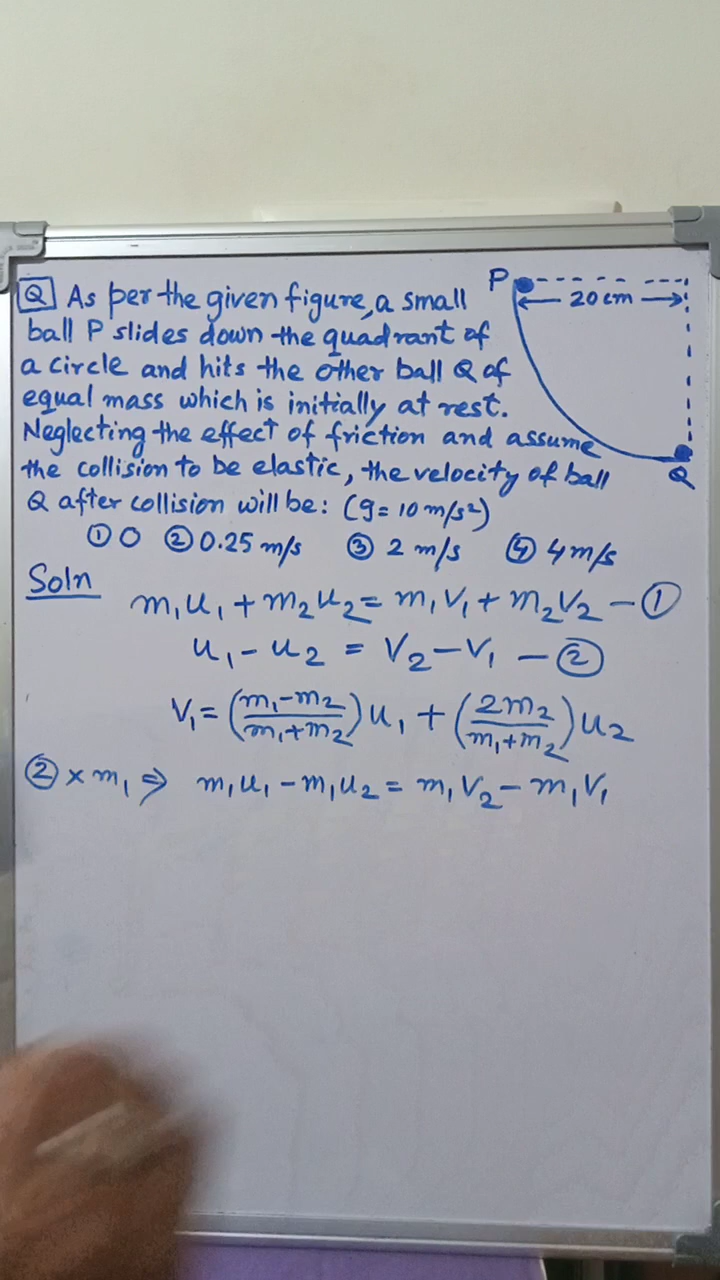 Q As per the given figure, a small
ball P slides down the quadrant of
a circle and hits the other ball Q of
equal mass which is initially at rest.
Neglecting the effect of friction and assume
the collision to be elastic, the velocity of ball
Q after collision will be: (g = 10 m/s²)
① 0 ② 0.25 m/s ③ 2 m/s ④ 4 m/s
P
20 cm
Q
Soln
m₁u₁ + m₂u₂ = m₁v₁ + m₂v₂ – ①
u₁ – u₂ = v₂ – v₁ – ②
v₁ = ((m₁ – m₂)/(m₁ + m₂)) u₁ + (2m₂/(m₁ + m₂)) u₂
② × m₁ ⇒ m₁u₁ – m₁u₂ = m₁v₂ – m₁v₁